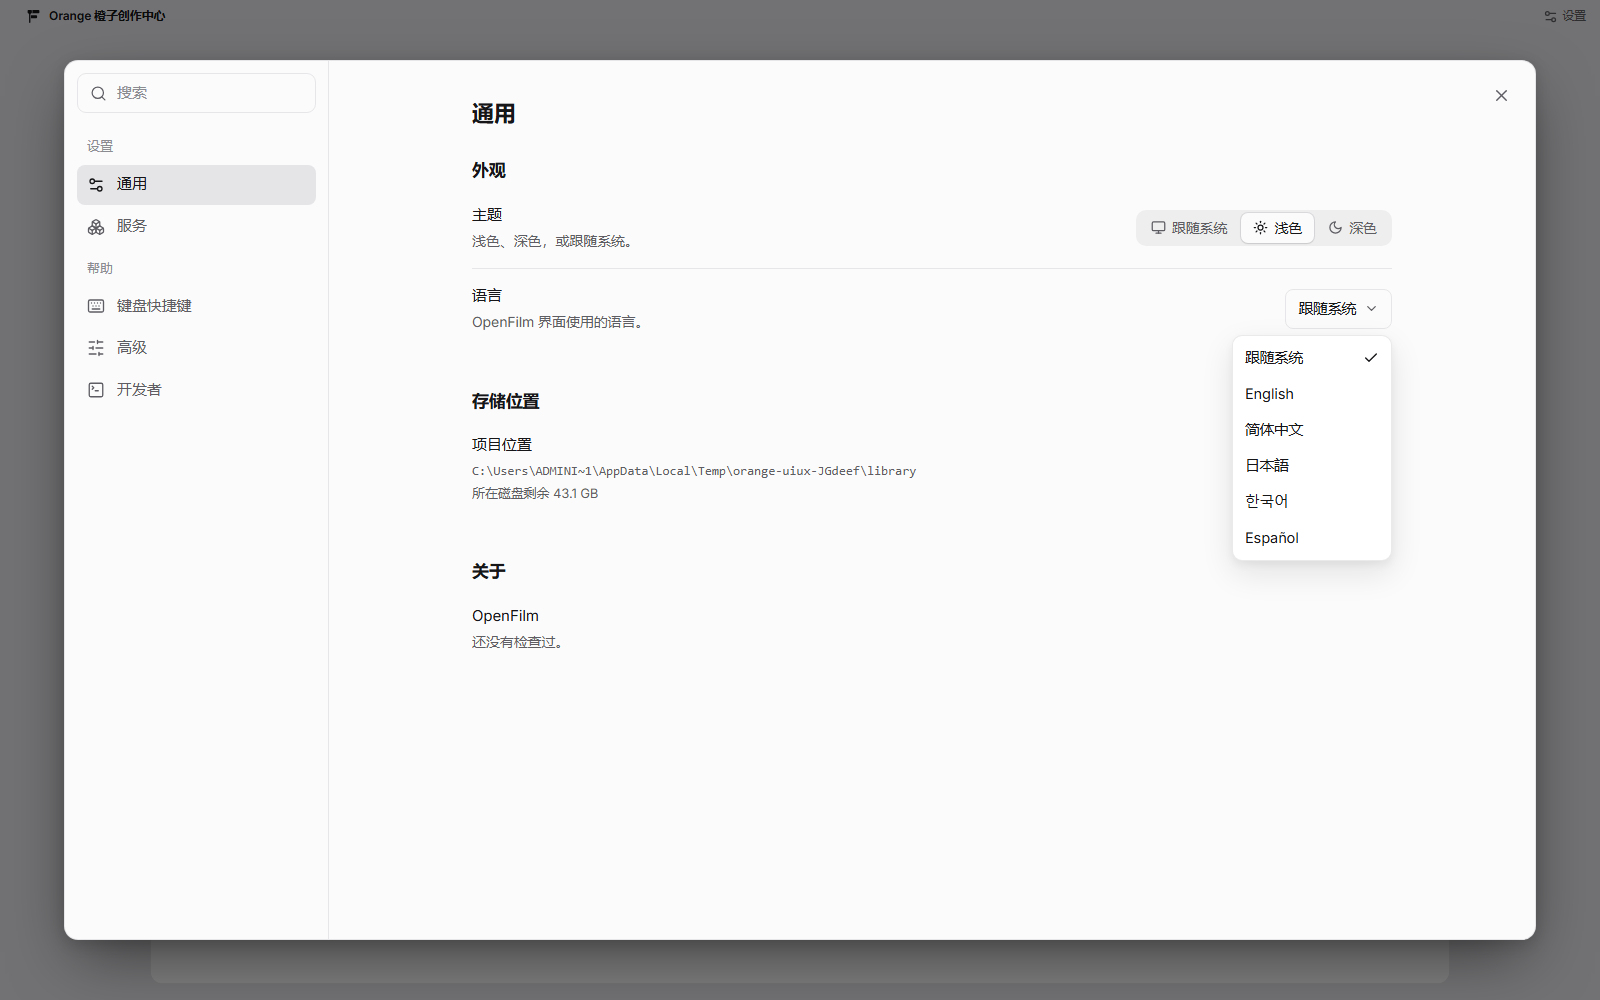 Orange 橙子创作中心
设置
搜索
设置
通用
服务
帮助
键盘快捷键
高级
开发者
通用
外观
主题
浅色、深色，或跟随系统。
跟随系统
浅色
深色
语言
OpenFilm 界面使用的语言。
跟随系统
跟随系统
English
简体中文
日本語
한국어
Español
存储位置
项目位置
C:\Users\ADMINI~1\AppData\Local\Temp\orange-uiux-JGdeef\library
所在磁盘剩余 43.1 GB
关于
OpenFilm
还没有检查过。